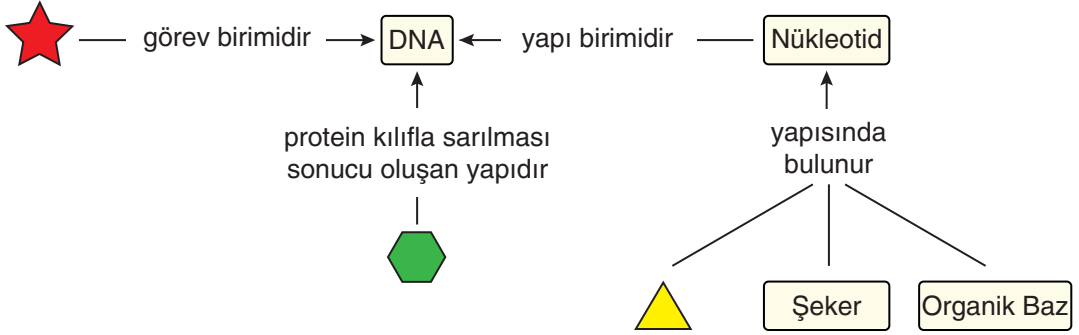 görev birimidir
DNA
yapı birimidir
Nükleotid
protein kılıfla sarılması
sonucu oluşan yapıdır
yapısında
bulunur
Şeker
Organik Baz